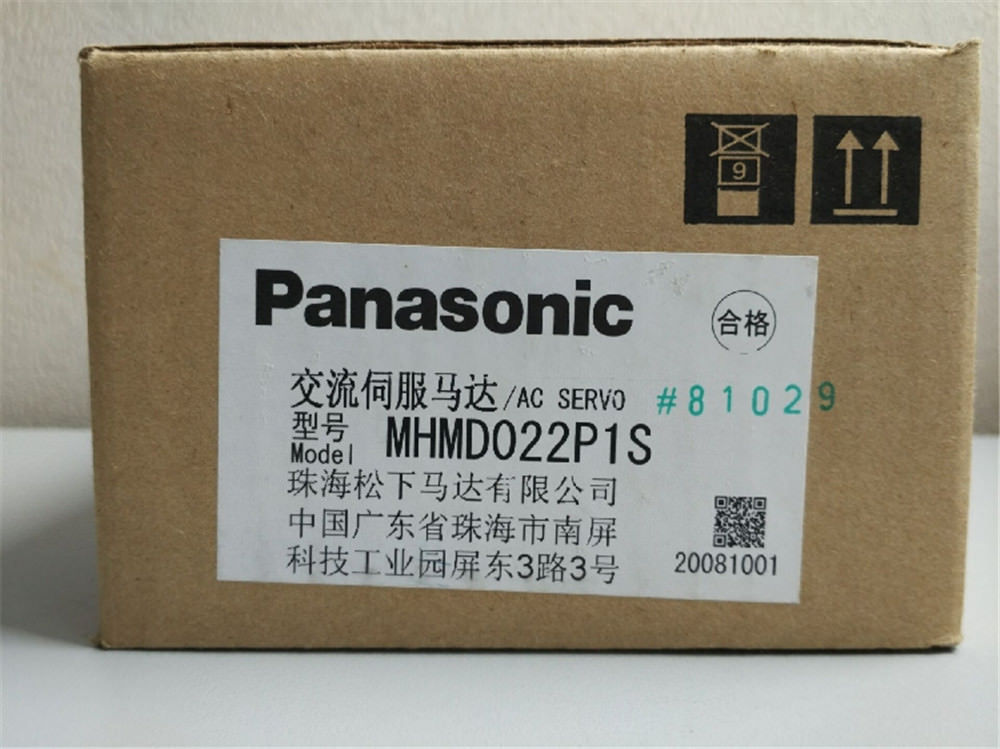 9
Panasonic
合格
交流伺服马达/AC SERVO #81029
型号
Model MHMD022P1S
珠海松下马达有限公司
中国广东省珠海市南屏
科技工业园屏东3路3号
20081001